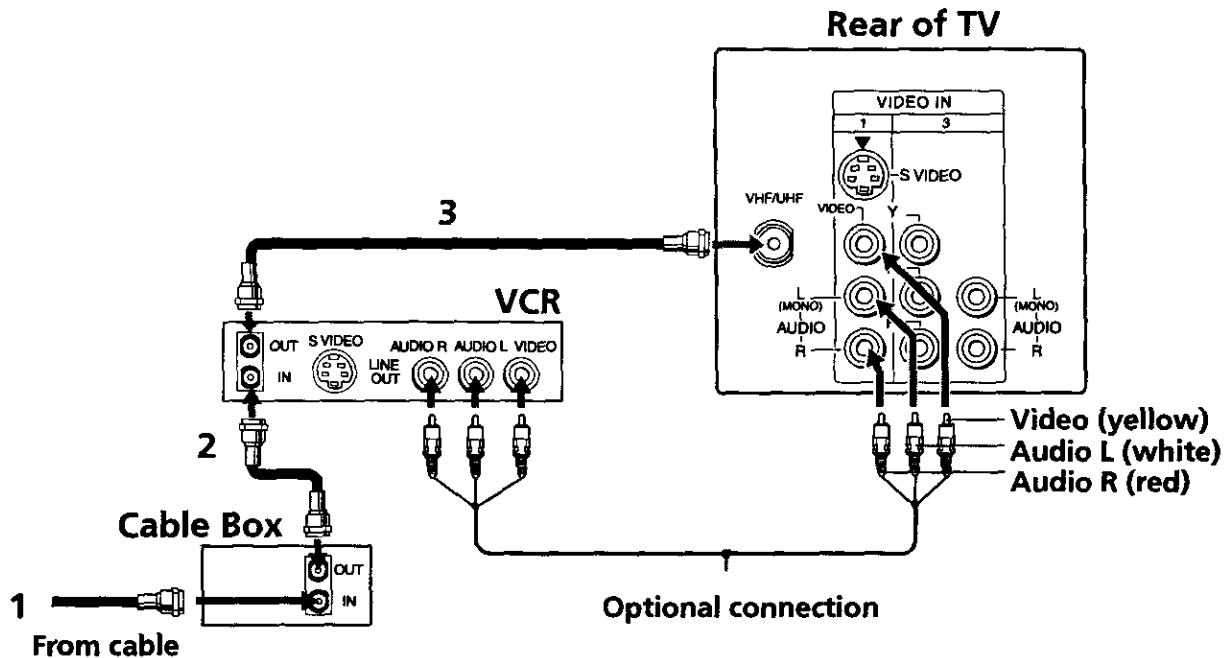 Rear of TV
VIDEO IN
1 3
S VIDEO
VHF/UHF
VIDEO Y
L
(MONO)
AUDIO
R
L
(MONO)
AUDIO
R
3
VCR
OUT
IN
S VIDEO
LINE
OUT
AUDIO R AUDIO L VIDEO
Video (yellow)
Audio L (white)
Audio R (red)
2
Cable Box
OUT
IN
1
From cable
Optional connection